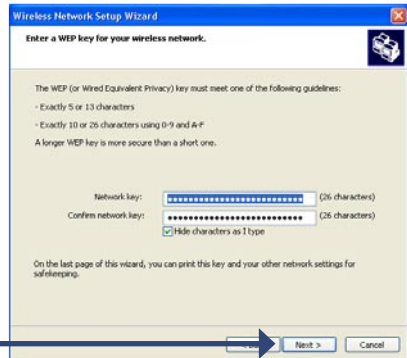 Wireless Network Setup Wizard
Enter a WEP key for your wireless network.
The WEP (or Wired Equivalent Privacy) key must meet one of the following guidelines:
- Exactly 5 or 13 characters
- Exactly 10 or 26 characters using 0-9 and A-F
A longer WEP key is more secure than a short one.
Network key: •••••••••••••••••••••••••• (26 characters)
Confirm network key: •••••••••••••••••••••••••• (26 characters)
Hide characters as I type
On the last page of this wizard, you can print this key and your other network settings for
safekeeping.
Next > Cancel